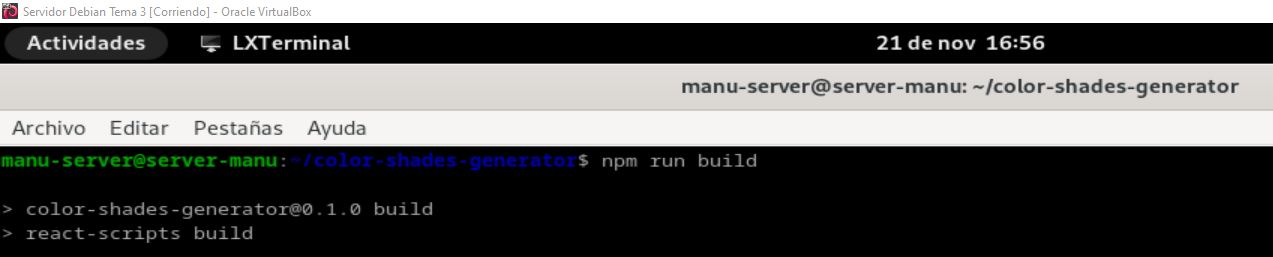 Servidor Debian Tema 3 [Corriendo] - Oracle VirtualBox
Actividades LXTerminal 21 de nov 16:56
manu-server@server-manu: ~/color-shades-generator
Archivo Editar Pestañas Ayuda
manu-server@server-manu:~/color-shades-generator$ npm run build
> color-shades-generator@0.1.0 build
> react-scripts build